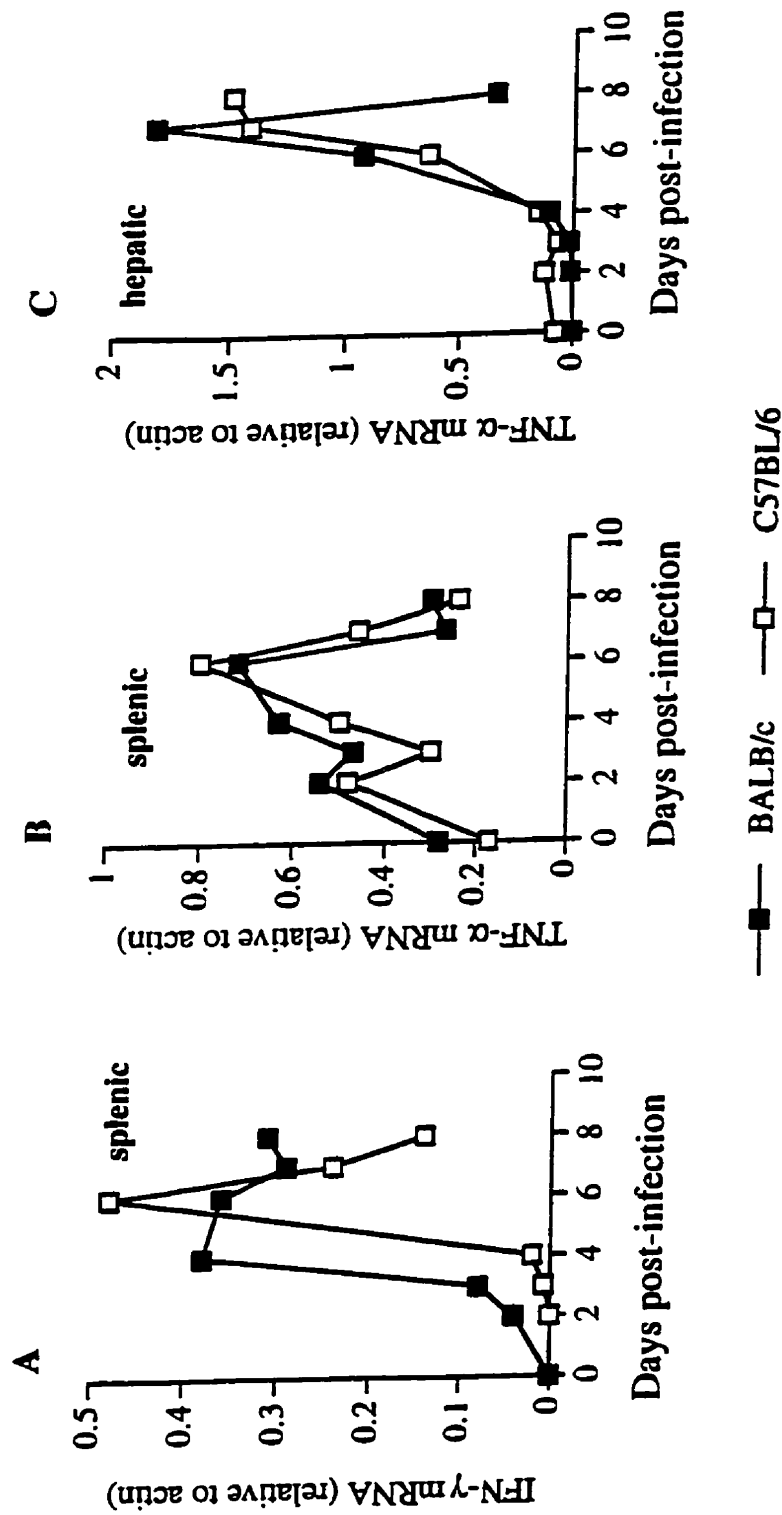 A
splenic
IFN-γ mRNA (relative to actin)
0.5
0.4
0.3
0.2
0.1
0
0 2 4 6 8 10
Days post-infection
B
splenic
TNF-α mRNA (relative to actin)
1
0.8
0.6
0.4
0.2
0
0 2 4 6 8 10
Days post-infection
C
hepatic
TNF-α mRNA (relative to actin)
2
1.5
1
0.5
0
0 2 4 6 8 10
Days post-infection
BALB/c C57BL/6